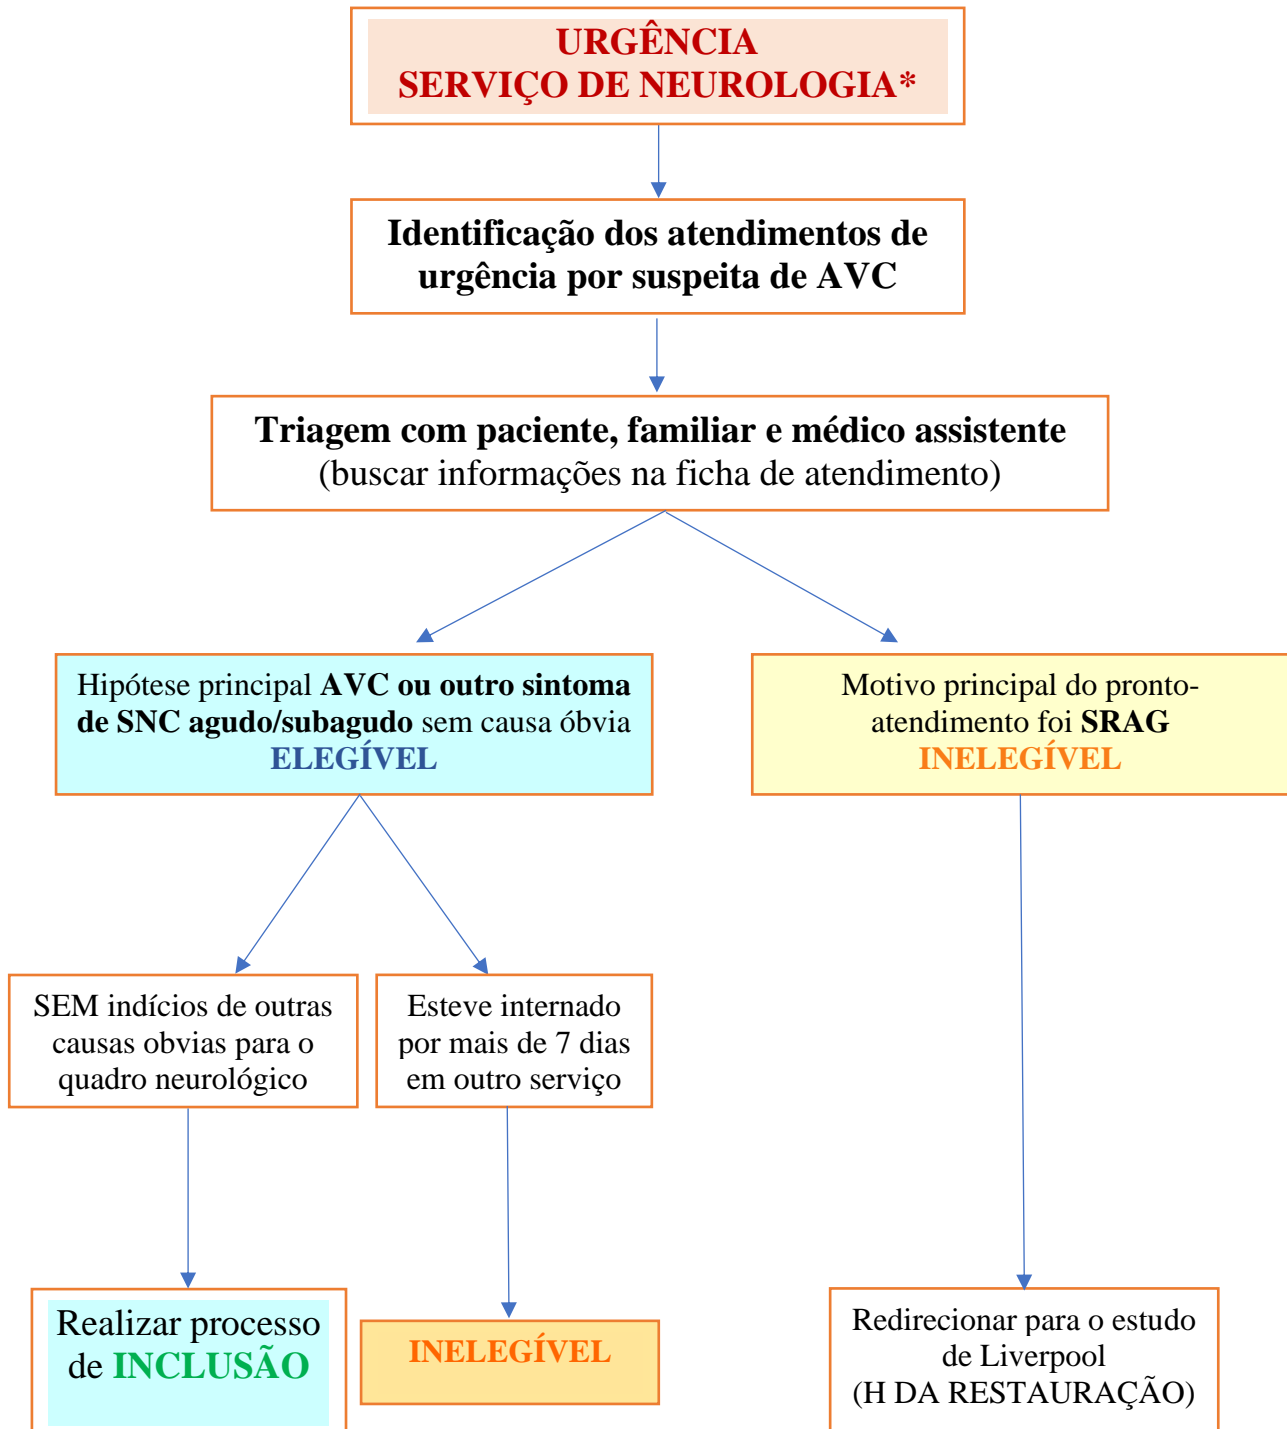 URGÊNCIA
SERVIÇO DE NEUROLOGIA*
Identificação dos atendimentos de
urgência por suspeita de AVC
Triagem com paciente, familiar e médico assistente
(buscar informações na ficha de atendimento)
Hipótese principal AVC ou outro sintoma
de SNC agudo/subagudo sem causa óbvia
ELEGÍVEL
Motivo principal do pronto-
atendimento foi SRAG
INELEGÍVEL
SEM indícios de outras
causas obvias para o
quadro neurológico
Esteve internado
por mais de 7 dias
em outro serviço
Realizar processo
de INCLUSÃO
INELEGÍVEL
Redirecionar para o estudo
de Liverpool
(H DA RESTAURAÇÃO)